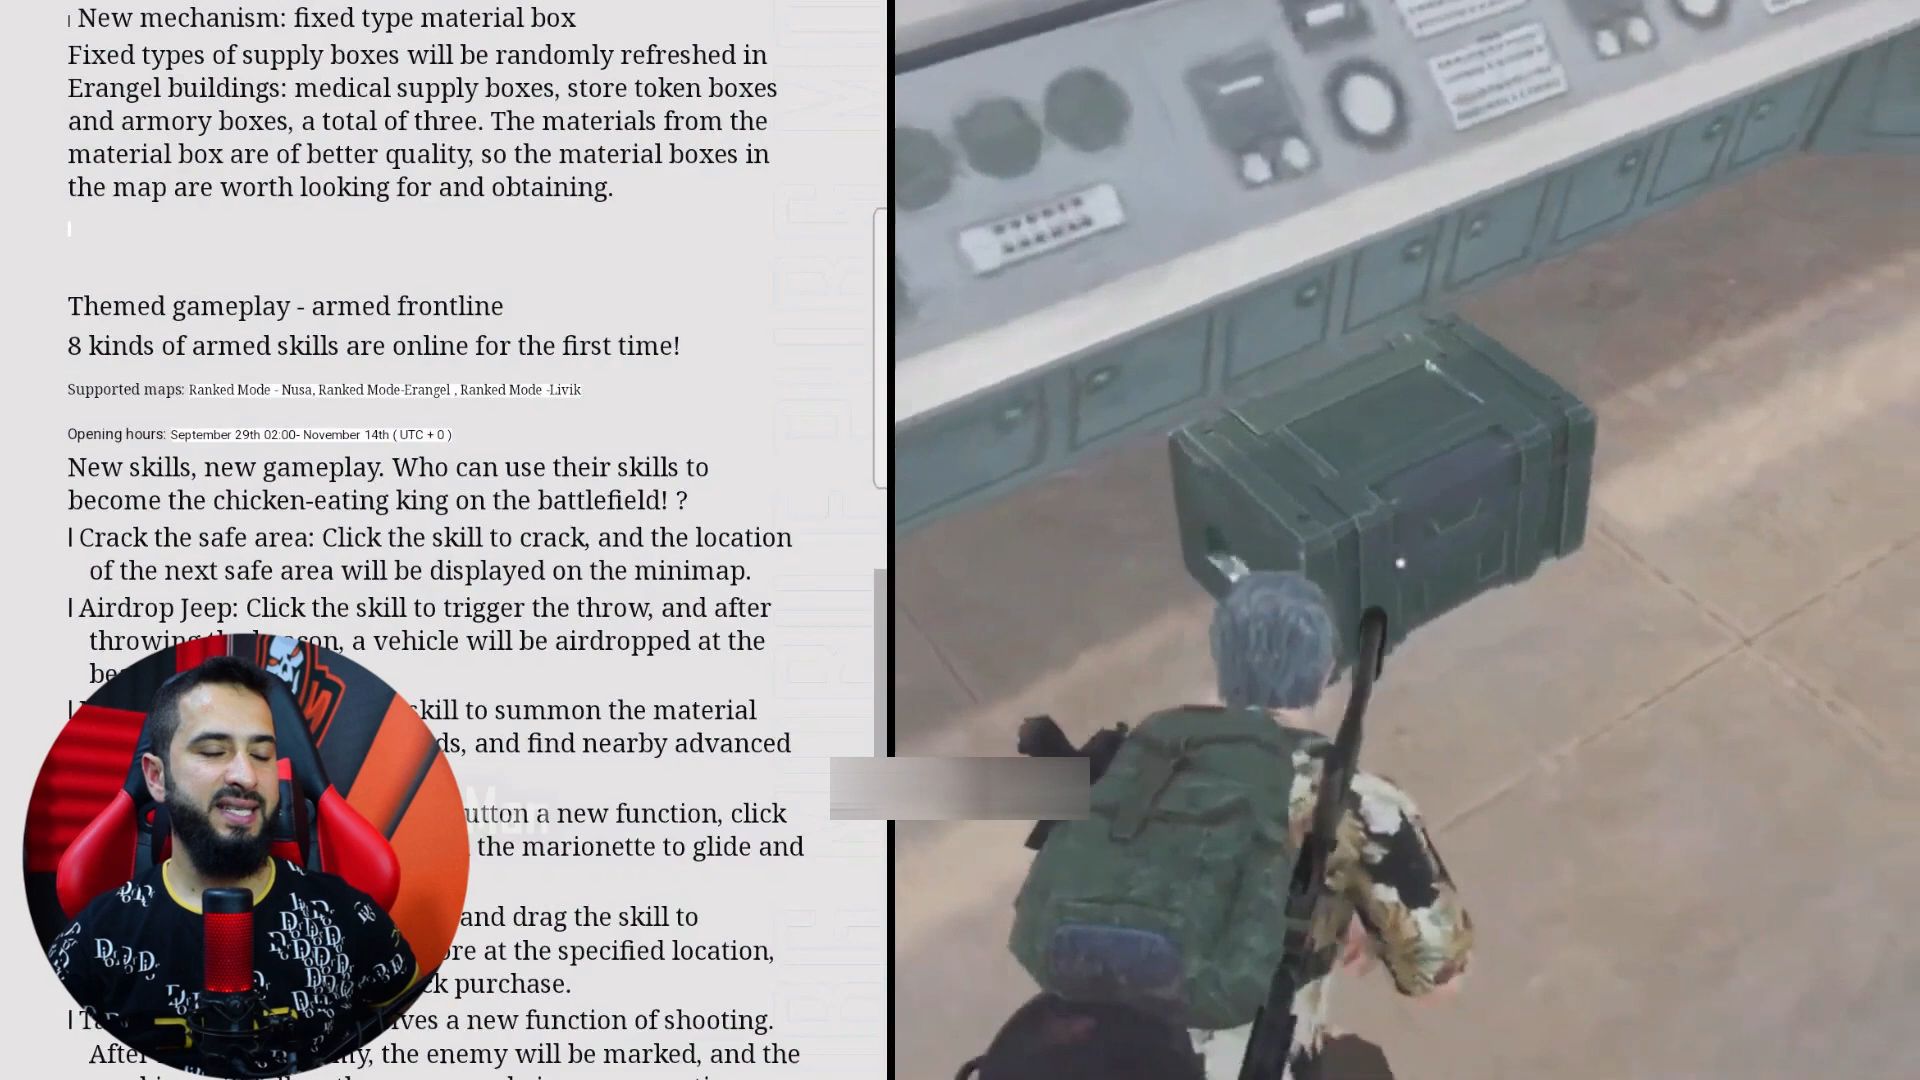 New mechanism: fixed type material box
Fixed types of supply boxes will be randomly refreshed in
Erangel buildings: medical supply boxes, store token boxes
and armory boxes, a total of three. The materials from the
material box are of better quality, so the material boxes in
the map are worth looking for and obtaining.
Themed gameplay - armed frontline
8 kinds of armed skills are online for the first time!
Supported maps: Ranked Mode - Nusa, Ranked Mode-Erangel , Ranked Mode -Livik
Opening hours: September 29th 02:00- November 14th ( UTC + 0 )
New skills, new gameplay. Who can use their skills to
become the chicken-eating king on the battlefield! ?
l Crack the safe area: Click the skill to crack, and the location
of the next safe area will be displayed on the minimap.
l Airdrop Jeep: Click the skill to trigger the throw, and after
throwing a vehicle will be airdropped at the
skill to summon the material
and find nearby advanced
a new function, click
the marionette to glide and
and drag the skill to
at the specified location,
purchase.
a new function of shooting.
After the enemy will be marked, and the